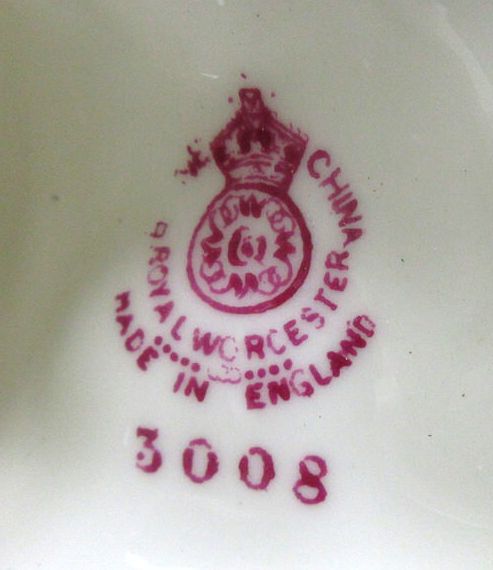 ROYAL WORCESTER CHINA
MADE IN ENGLAND
3008